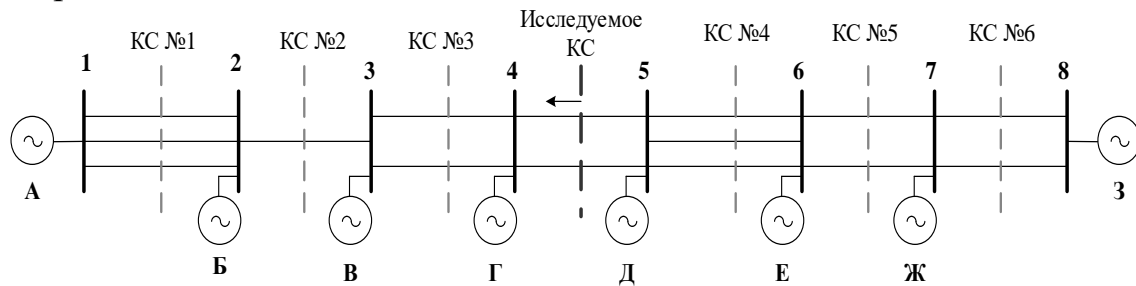 Исследуемое
КС
КС №1
КС №2
КС №3
КС №4
КС №5
КС №6
1
2
3
4
5
6
7
8
А
Б
В
Г
Д
Е
Ж
З